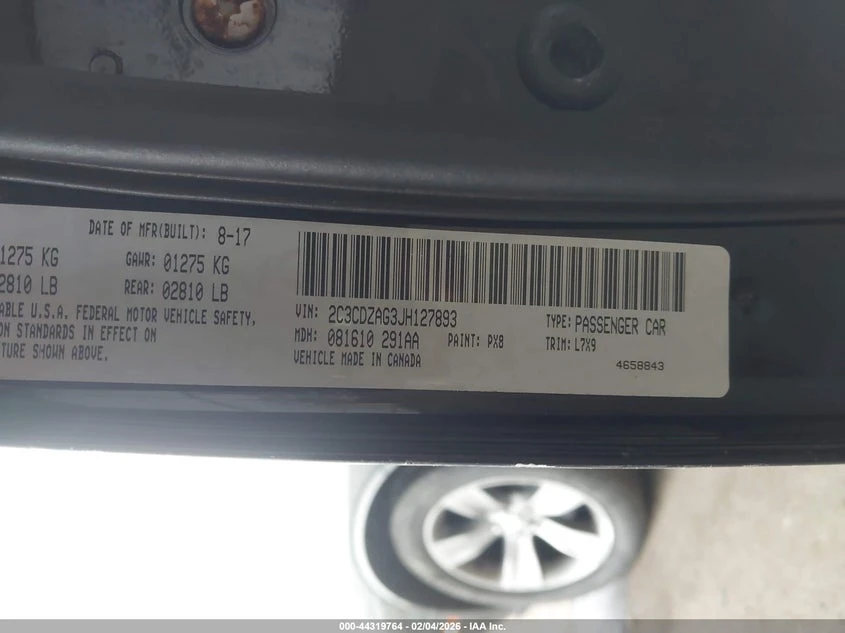 DATE OF MFR(BUILT): 8-17
1275 KG GAWR: 01275 KG
2810 LB REAR: 02810 LB
ABLE U.S.A. FEDERAL MOTOR VEHICLE SAFETY,
ON STANDARDS IN EFFECT ON
TURE SHOWN ABOVE.
VIN: 2C3CDZAG3JH127893 TYPE: PASSENGER CAR
MDH: 081610 291AA PAINT: PX8 TRIM: L7X9
VEHICLE MADE IN CANADA 4658843
000-44319764 - 02/04/2026 - IAA Inc.